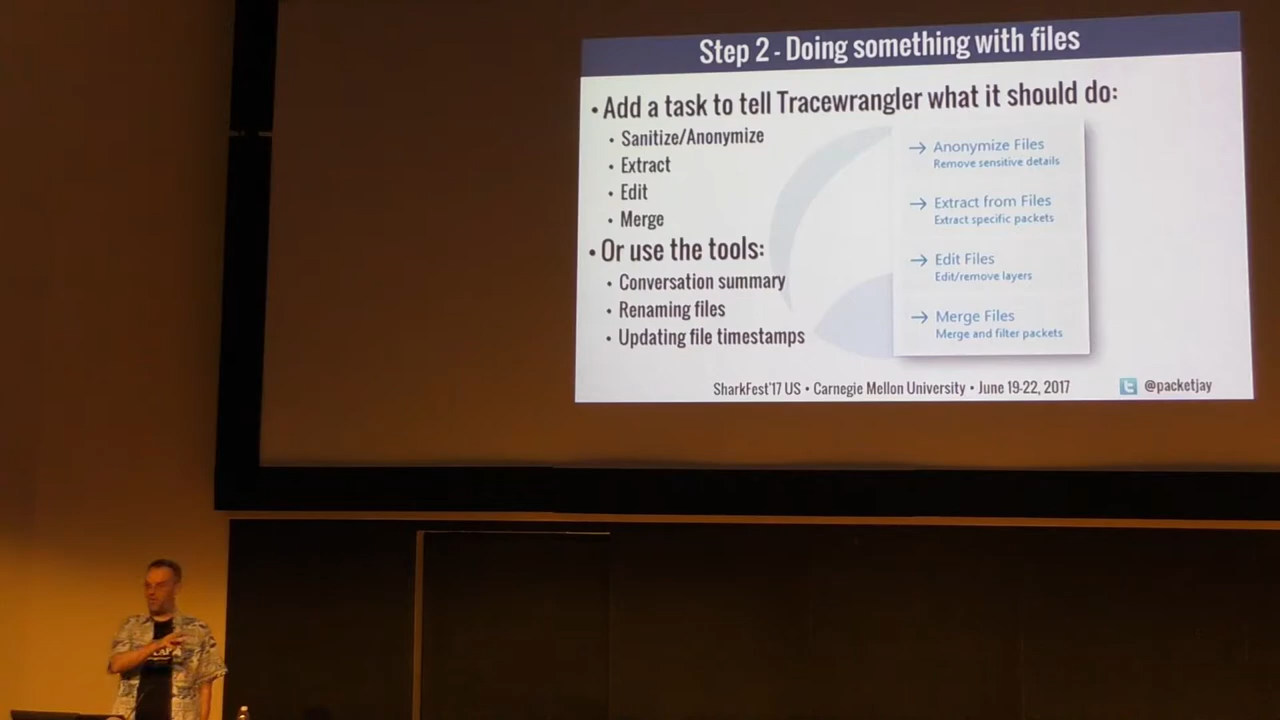 Step 2 - Doing something with files
• Add a task to tell Tracewrangler what it should do:
• Sanitize/Anonymize
• Extract
• Edit
• Merge
• Or use the tools:
• Conversation summary
• Renaming files
• Updating file timestamps
→ Anonymize Files
Remove sensitive details
→ Extract from Files
Extract specific packets
→ Edit Files
Edit/remove layers
→ Merge Files
Merge and filter packets
SharkFest'17 US • Carnegie Mellon University • June 19-22, 2017
@packetjay